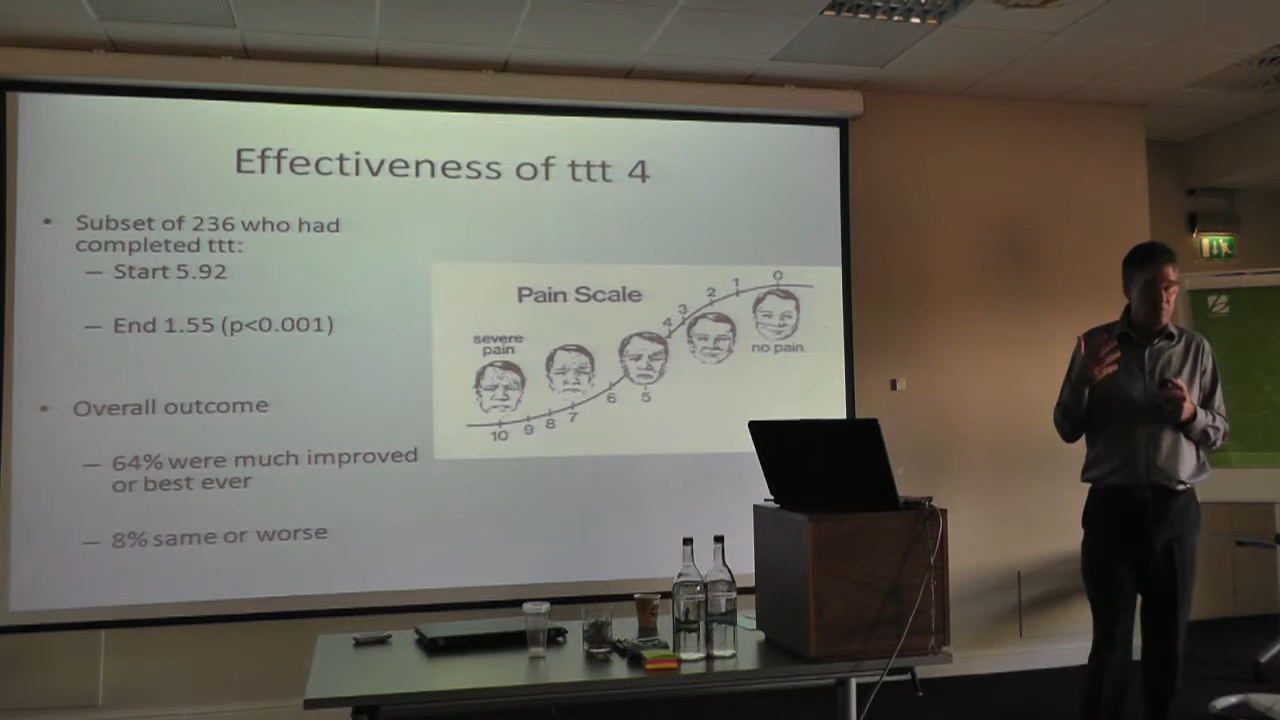 Effectiveness of ttt 4
• Subset of 236 who had
completed ttt:
– Start 5.92
– End 1.55 (p<0.001)
• Overall outcome
– 64% were much improved
or best ever
– 8% same or worse
Pain Scale
severe
pain
no pain
10 9 8 7 6 5 4 3 2 1 0